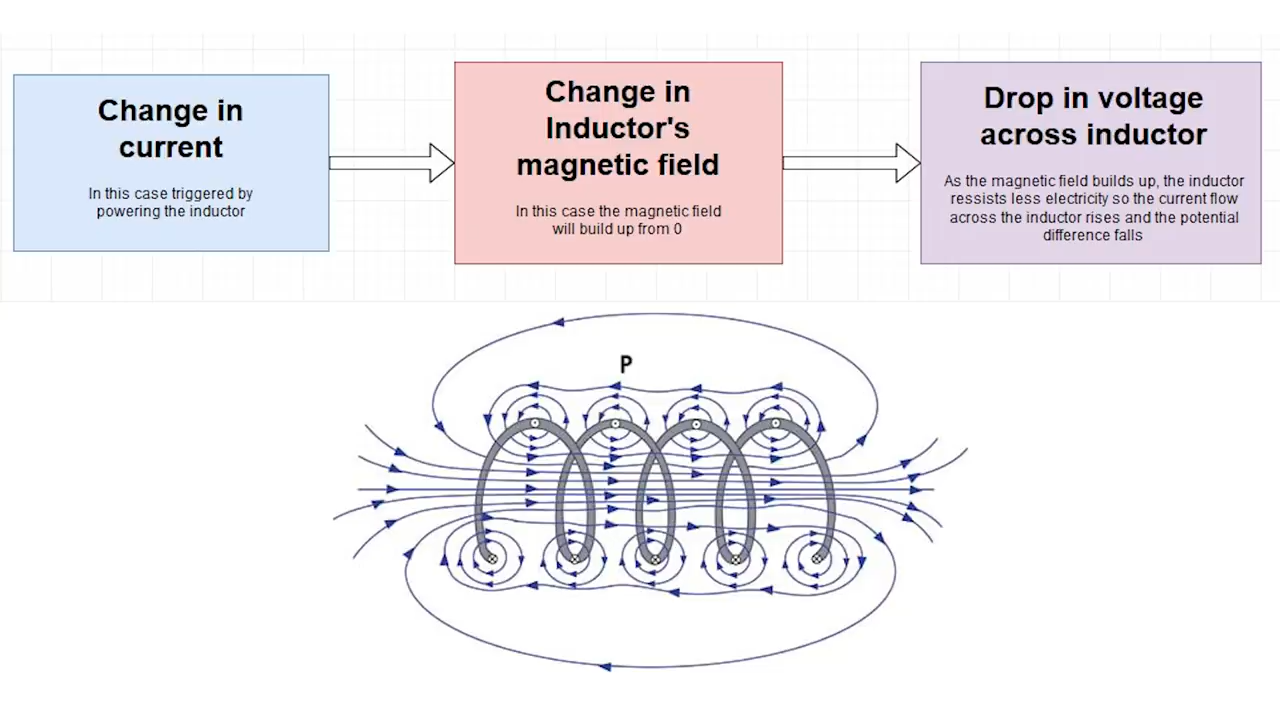 Change in
current
In this case triggered by
powering the inductor
Change in
Inductor's
magnetic field
In this case the magnetic field
will build up from 0
Drop in voltage
across inductor
As the magnetic field builds up, the inductor
ressists less electricity so the current flow
across the inductor rises and the potential
difference falls
P